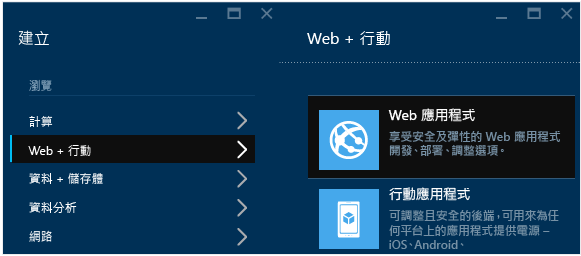 建立
瀏覽
計算
Web + 行動
資料 + 儲存體
資料分析
網路
Web + 行動
Web 應用程式
享受安全及彈性的 Web 應用程式
開發、部署、調整選項。
行動應用程式
可調整且安全的後端，可用來為任
何平台上的應用程式提供電源 –
iOS、Android、